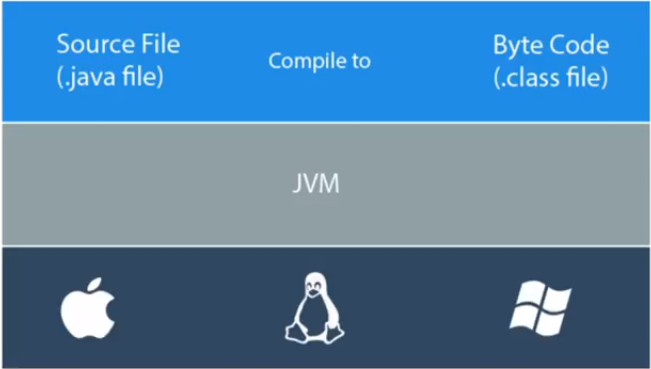 Source File
(.java file)
Compile to
Byte Code
(.class file)
JVM